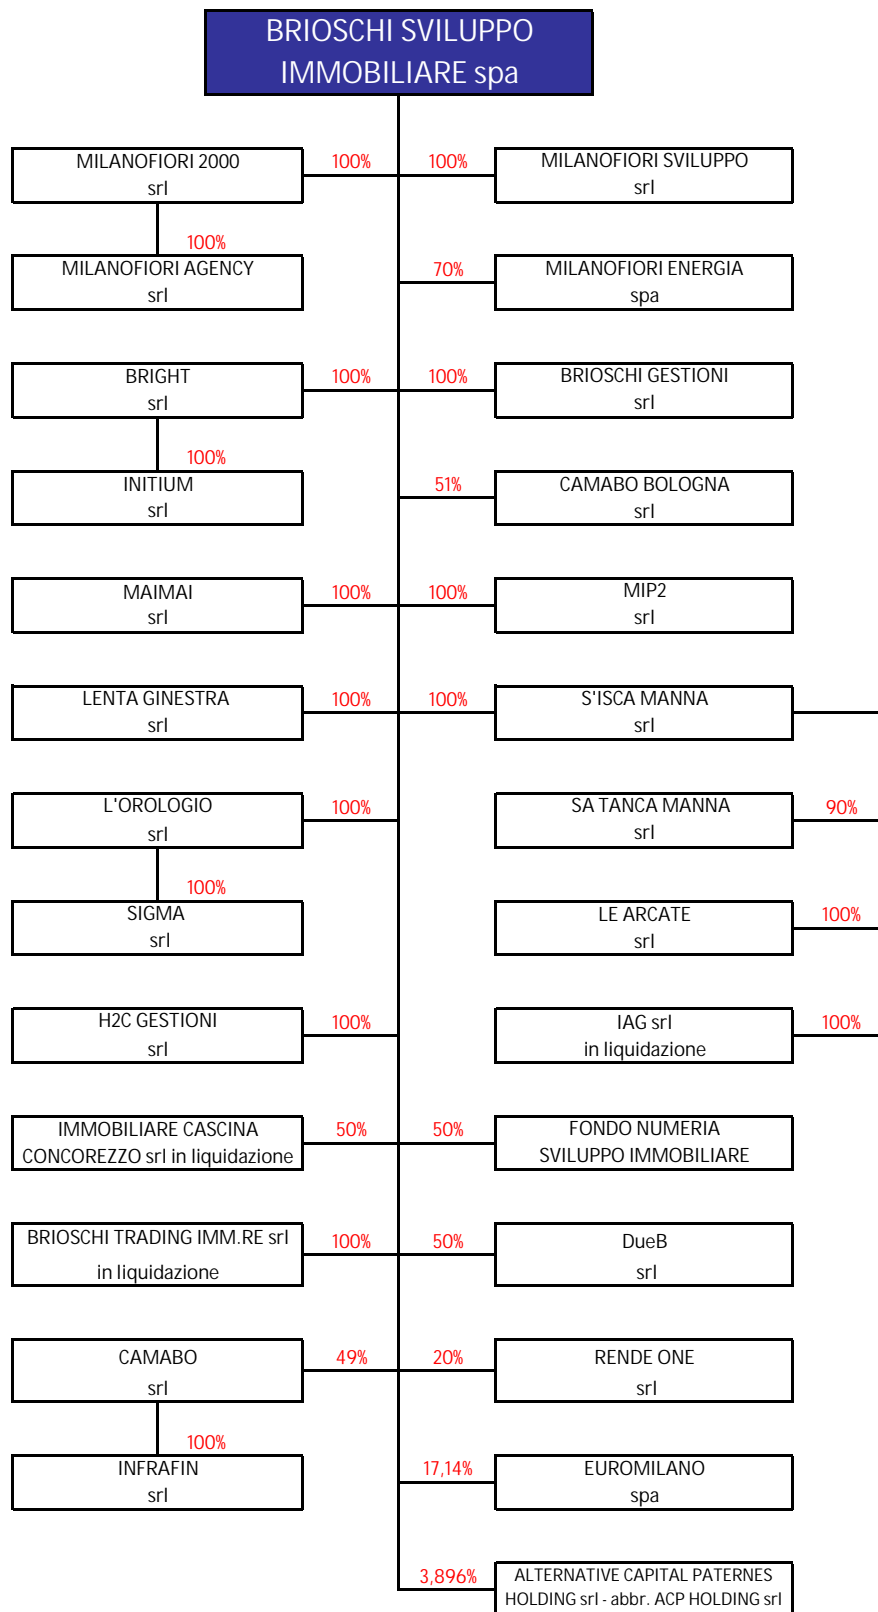 BRIOSCHI SVILUPPO
IMMOBILIARE spa
MILANOFIORI 2000
srl
100%
100%
MILANOFIORI SVILUPPO
srl
100%
MILANOFIORI AGENCY
srl
70%
MILANOFIORI ENERGIA
spa
BRIGHT
srl
100%
100%
BRIOSCHI GESTIONI
srl
100%
INITIUM
srl
51%
CAMABO BOLOGNA
srl
MAIMAI
srl
100%
100%
MIP2
srl
LENTA GINESTRA
srl
100%
100%
S'ISCA MANNA
srl
L'OROLOGIO
srl
100%
SA TANCA MANNA
srl
90%
100%
SIGMA
srl
LE ARCATE
srl
100%
H2C GESTIONI
srl
100%
IAG srl
in liquidazione
100%
IMMOBILIARE CASCINA
CONCOREZZO srl in liquidazione
50%
50%
FONDO NUMERIA
SVILUPPO IMMOBILIARE
BRIOSCHI TRADING IMM.RE srl
in liquidazione
100%
50%
DueB
srl
CAMABO
srl
49%
20%
RENDE ONE
srl
100%
INFRAFIN
srl
17,14%
EUROMILANO
spa
3,896%
ALTERNATIVE CAPITAL PATERNES
HOLDING srl - abbr. ACP HOLDING srl